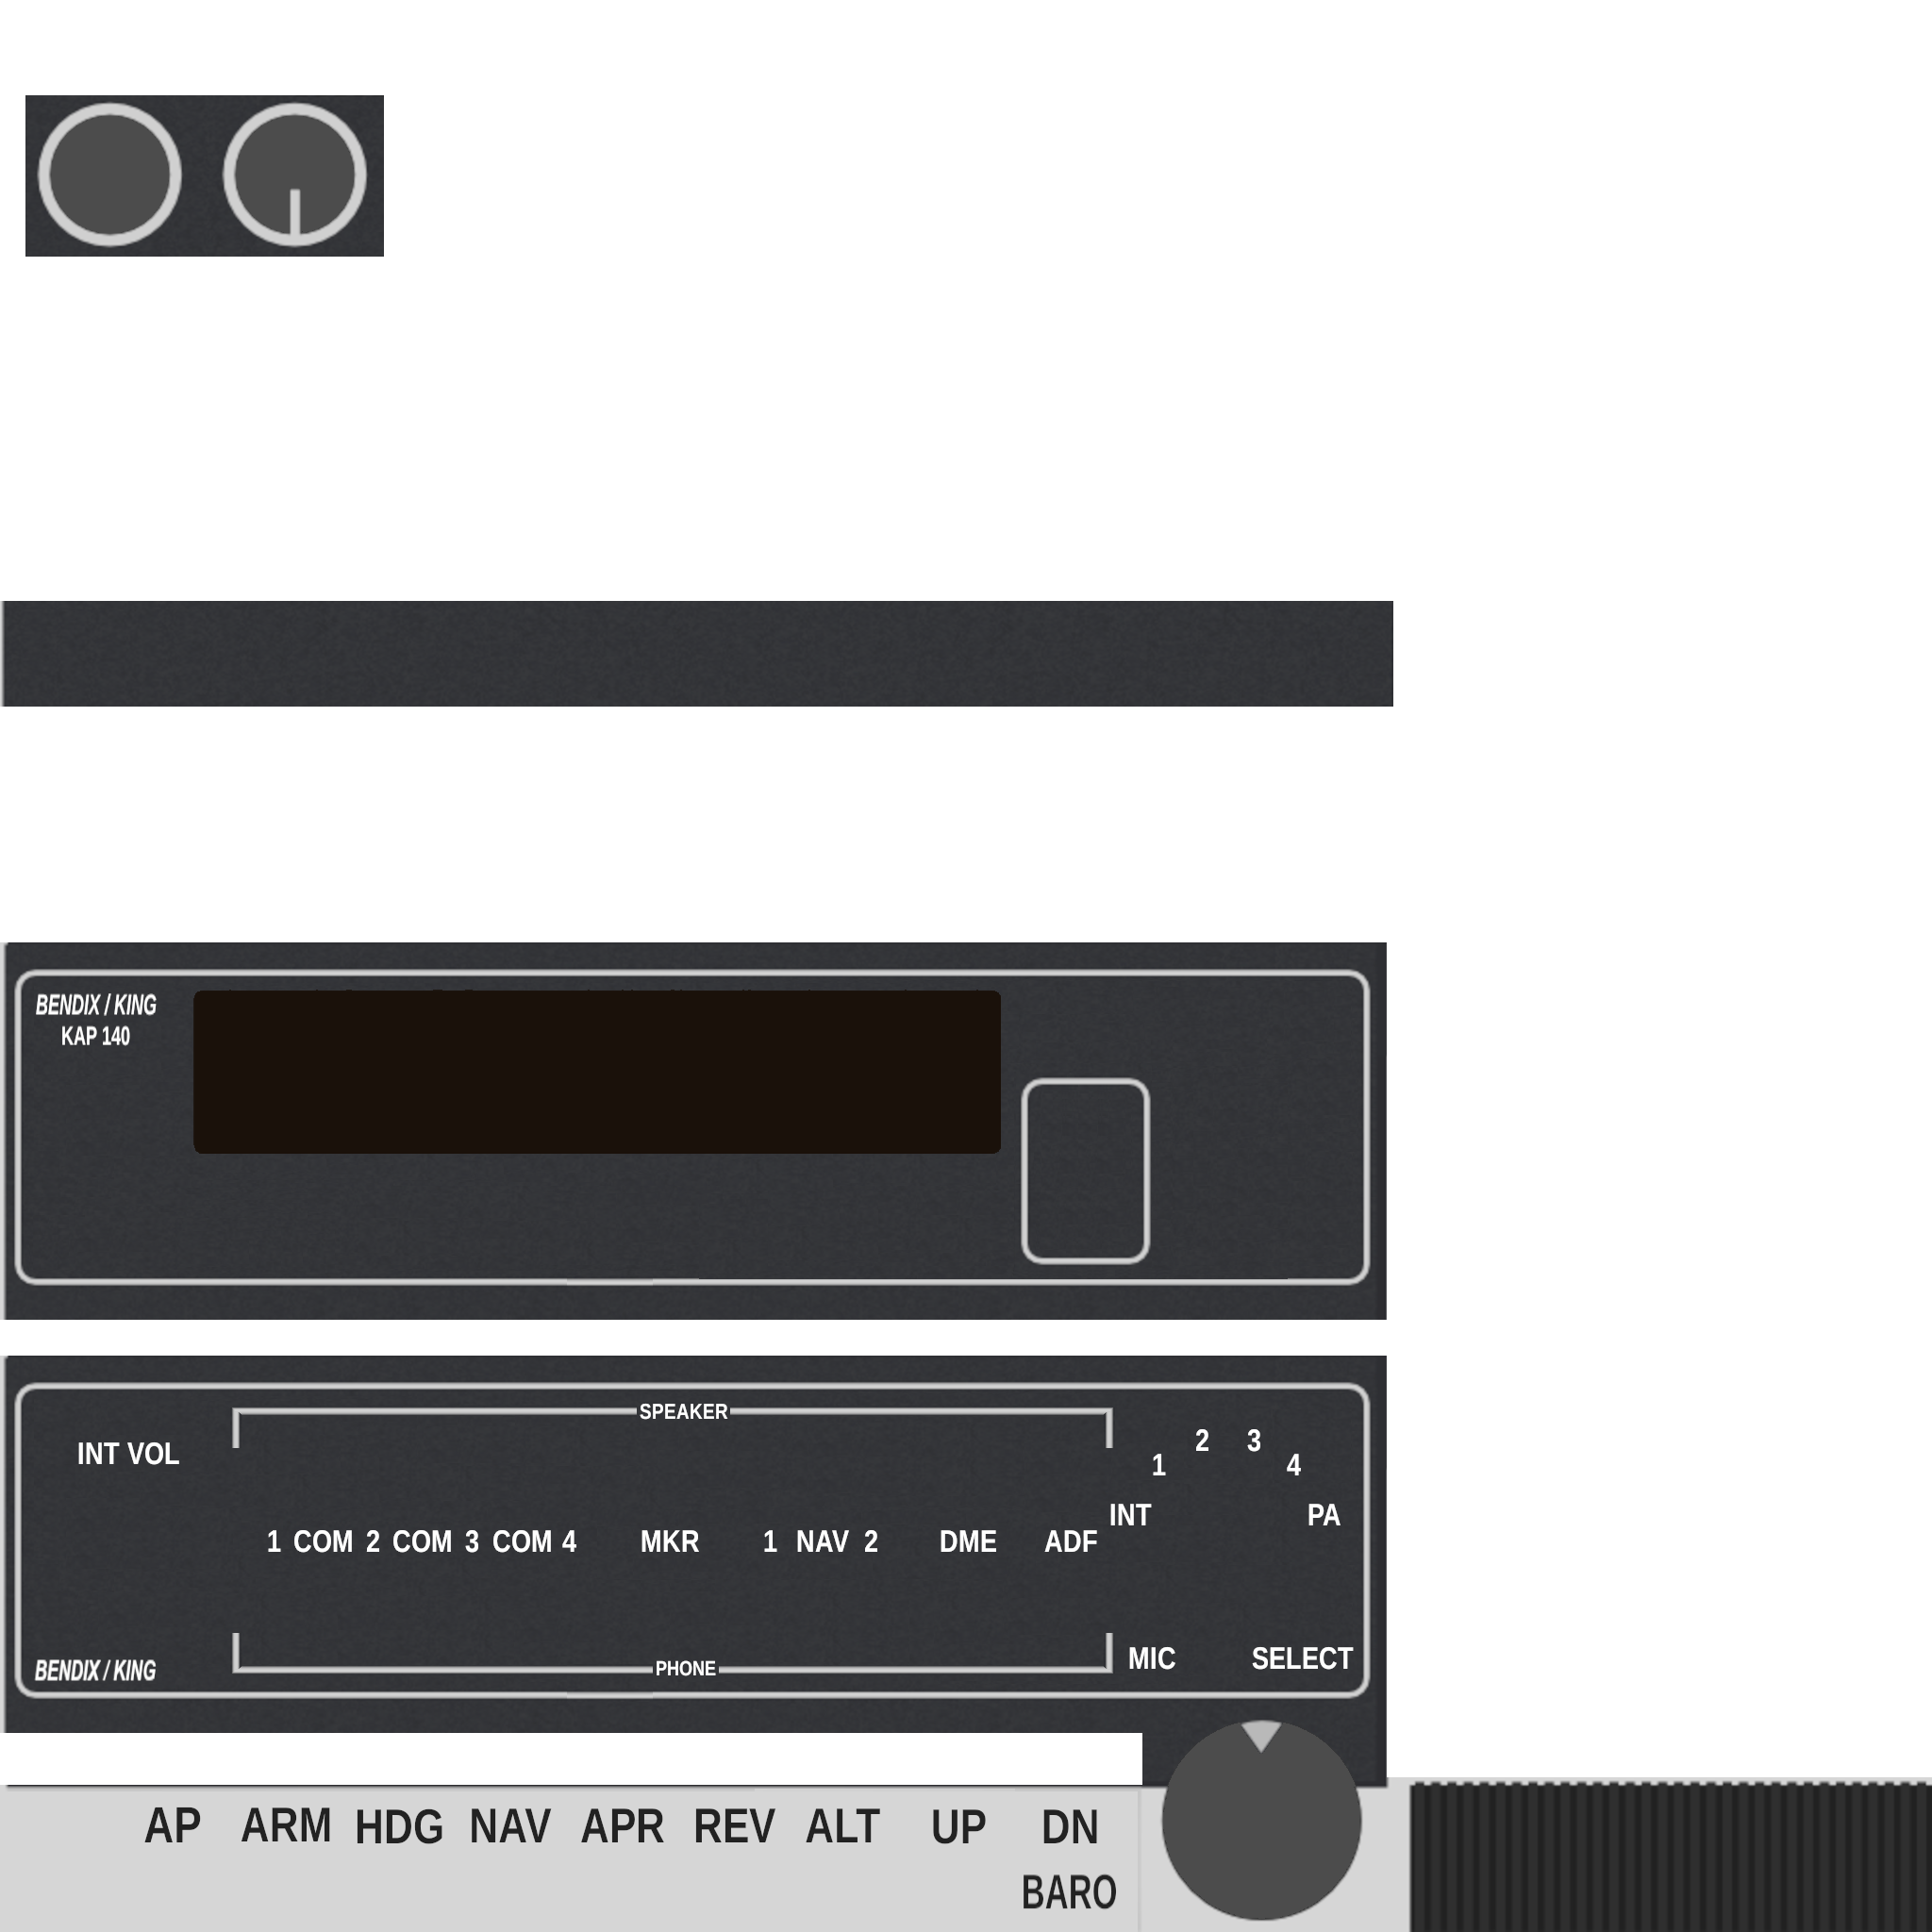 BENDIX / KING
KAP 140
SPEAKER
2 3
1 4
INT VOL
INT PA
1 COM 2 COM 3 COM 4 MKR 1 NAV 2 DME ADF
MIC SELECT
BENDIX / KING
PHONE
AP ARM HDG NAV APR REV ALT UP DN
BARO